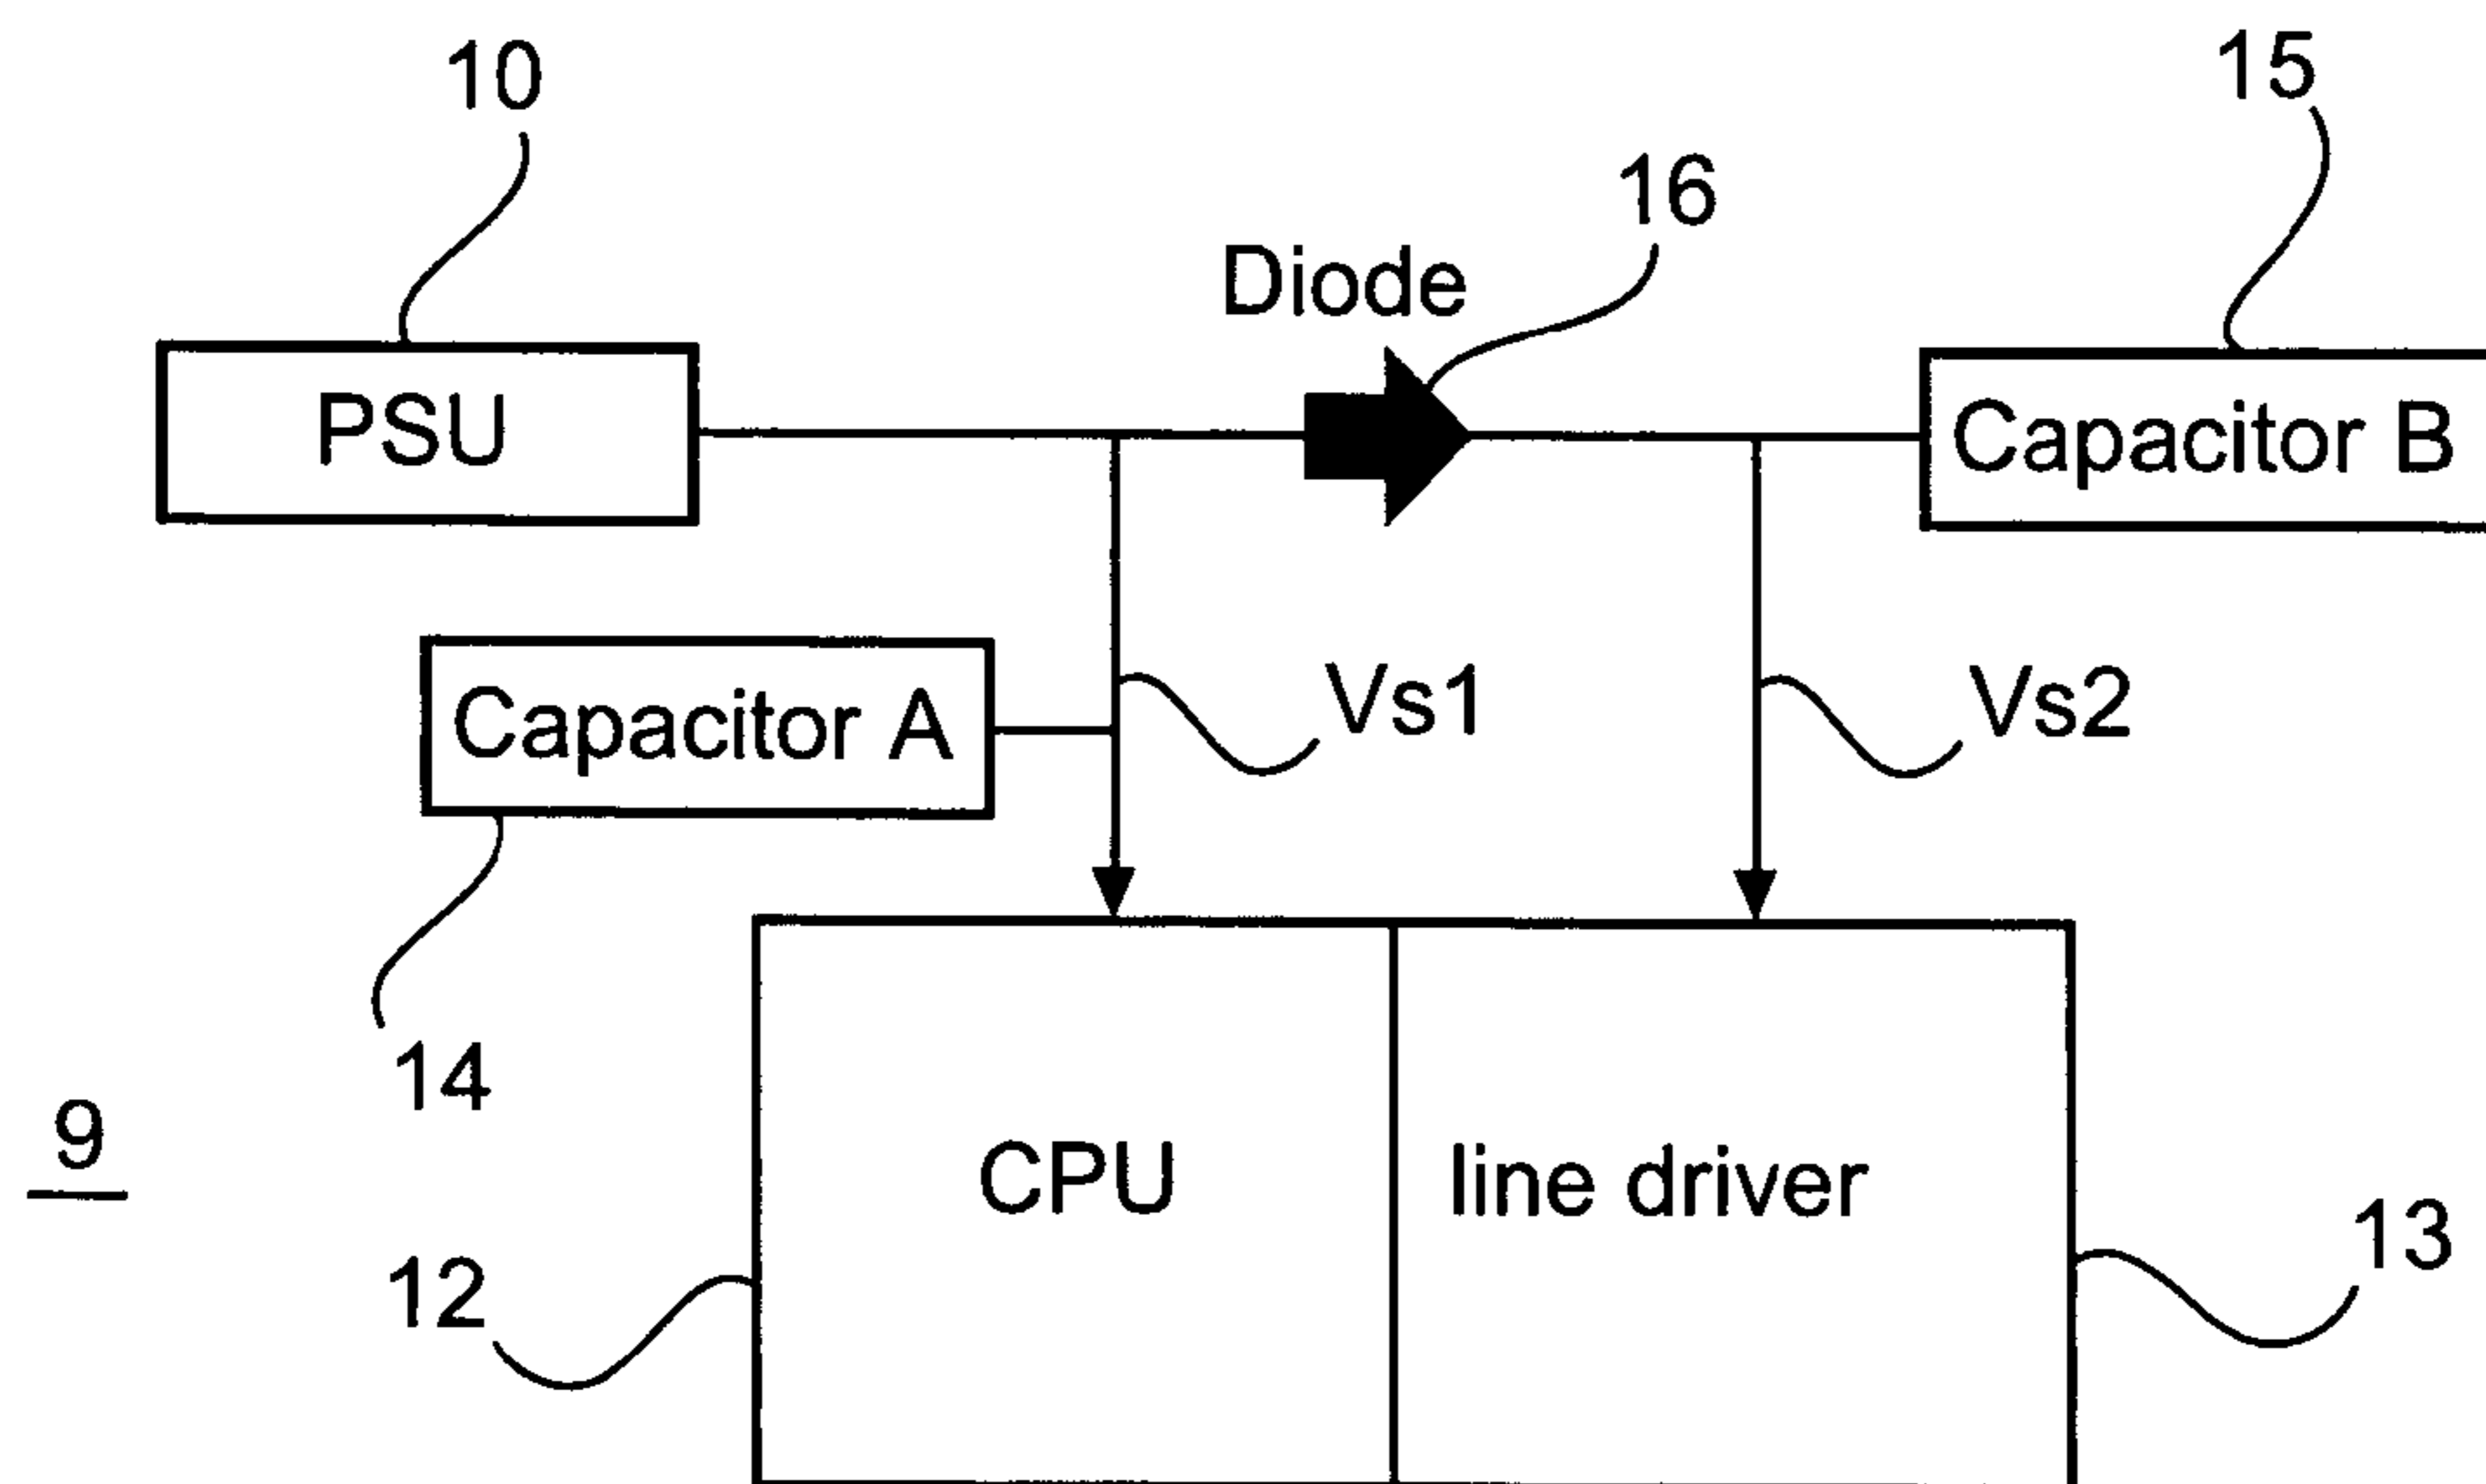 10
15
16
Diode
PSU
Capacitor B
Capacitor A
Vs1
Vs2
14
9
CPU
line driver
12
13